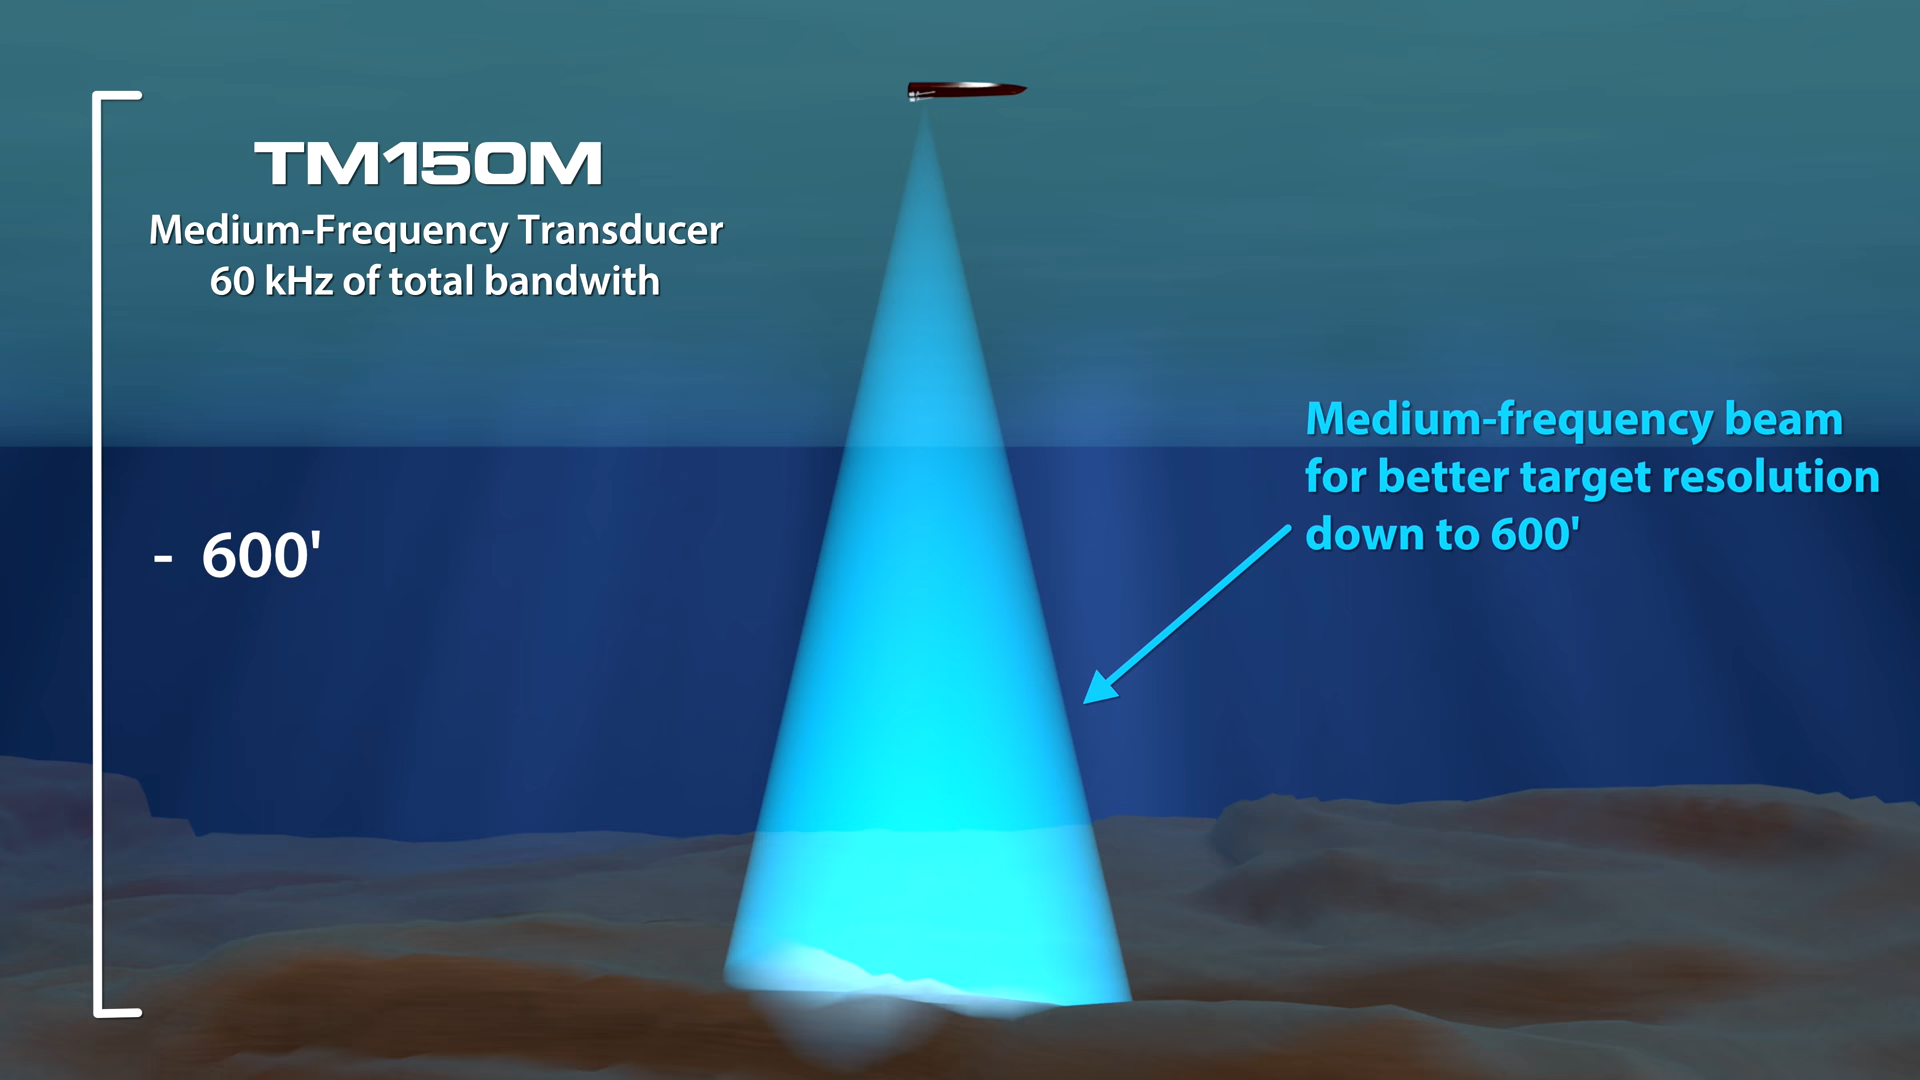 TM150M
Medium-Frequency Transducer
60 kHz of total bandwith
- 600'
Medium-frequency beam
for better target resolution
down to 600'